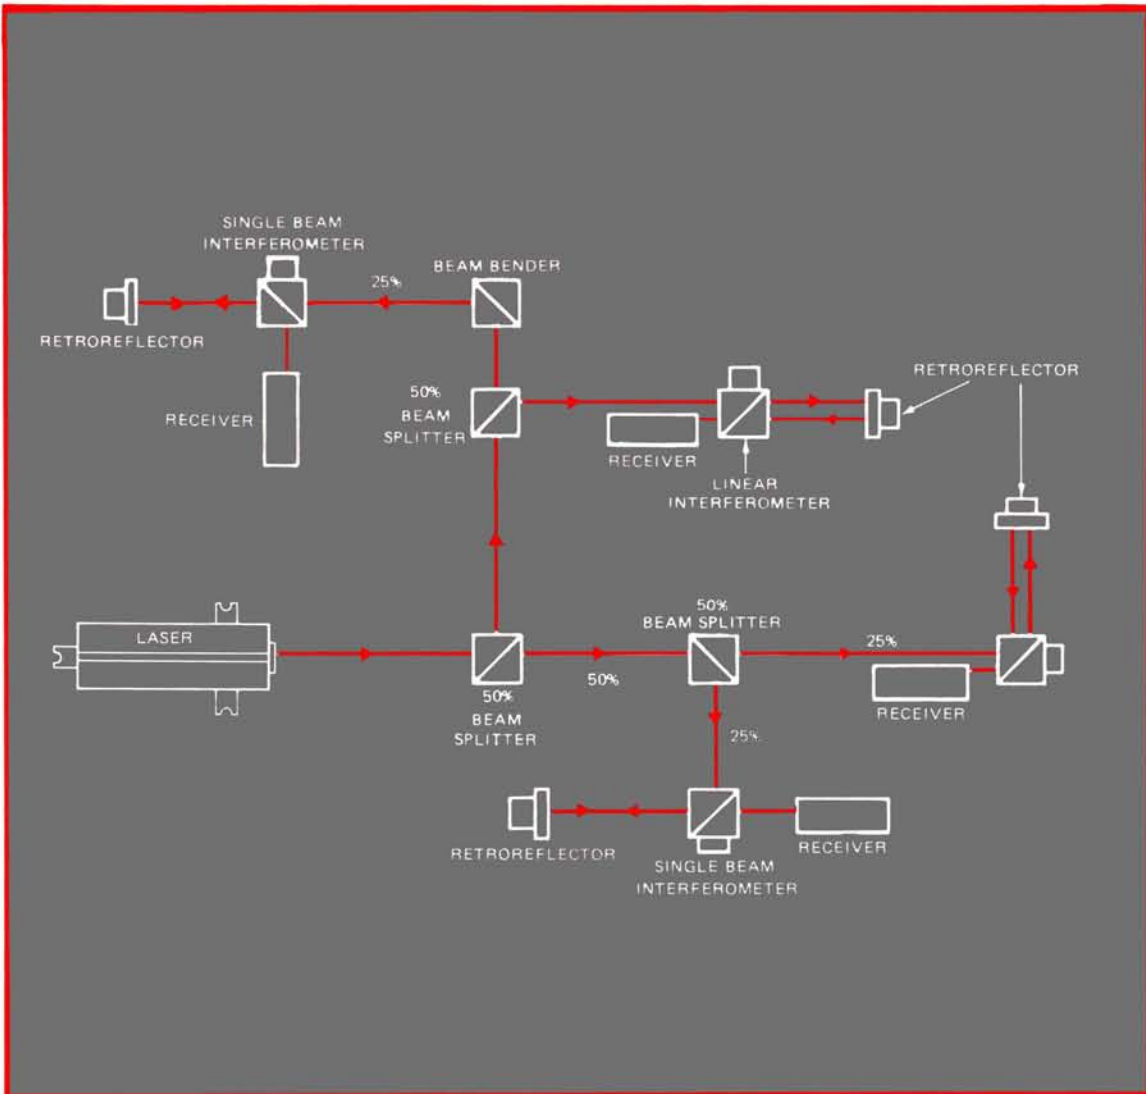 SINGLE BEAM
INTERFEROMETER
BEAM BENDER
25%
RETROREFLECTOR
RETROREFLECTOR
50%
BEAM
SPLITTER
RECEIVER
RECEIVER
LINEAR
INTERFEROMETER
50%
BEAM SPLITTER
LASER
25%
50%
50%
BEAM
SPLITTER
RECEIVER
25%
RETROREFLECTOR
RECEIVER
SINGLE BEAM
INTERFEROMETER